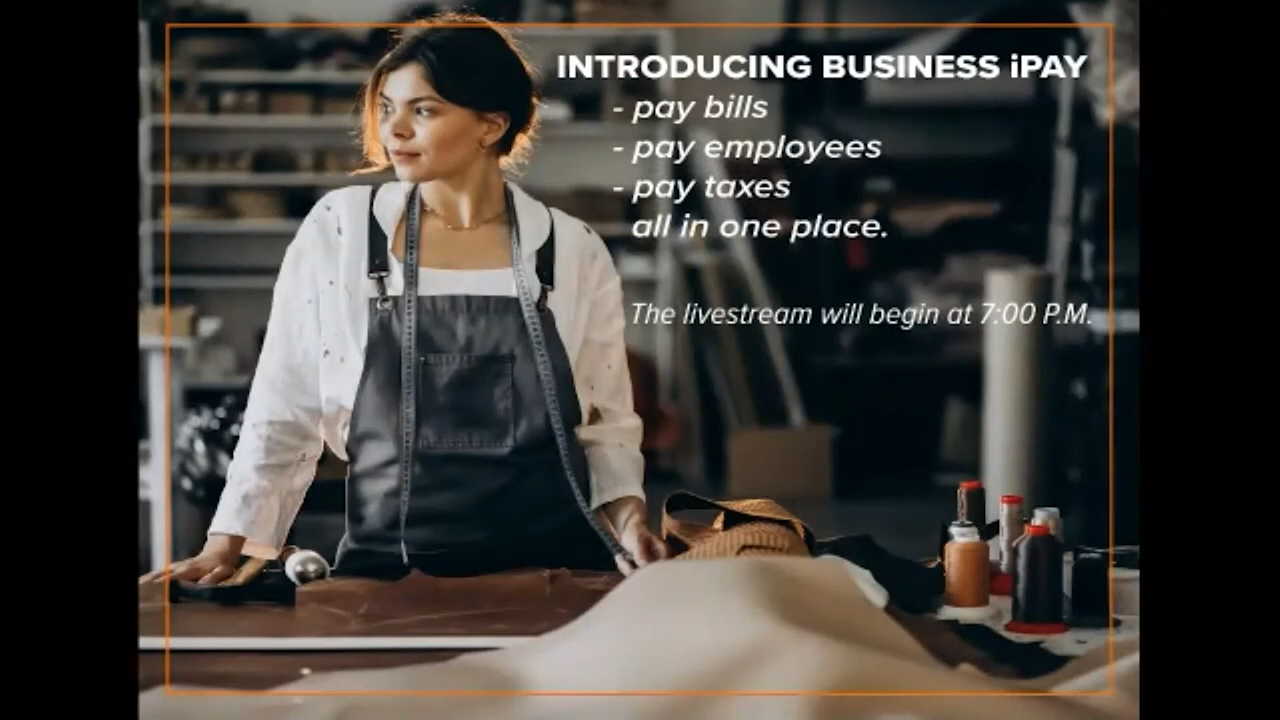 INTRODUCING BUSINESS iPAY
- pay bills
- pay employees
- pay taxes
all in one place.
The livestream will begin at 7:00 P.M.